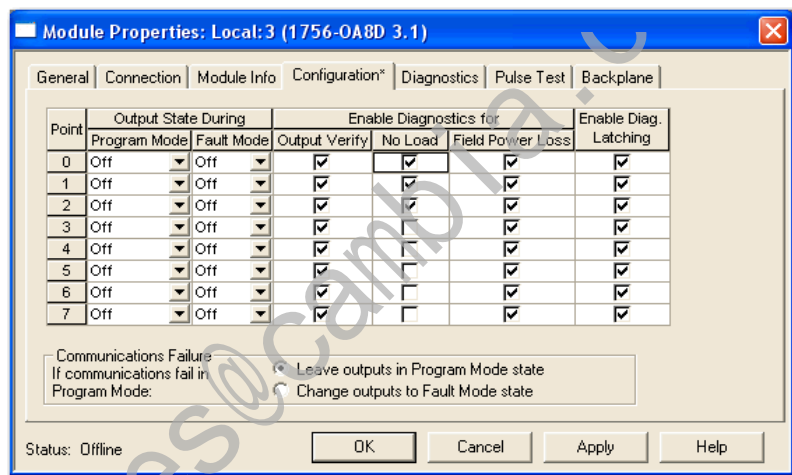 Module Properties: Local:3 (1756-OA8D 3.1)
General Connection Module Info Configuration* Diagnostics Pulse Test Backplane
Point Output State During Enable Diagnostics for Enable Diag. Latching
Program Mode Fault Mode Output Verify No Load Field Power Loss
0 Off Off
1 Off Off
2 Off Off
3 Off Off
4 Off Off
5 Off Off
6 Off Off
7 Off Off
Communications Failure
If communications fail in Program Mode:
Leave outputs in Program Mode state
Change outputs to Fault Mode state
Status: Offline OK Cancel Apply Help
es@cambia.c